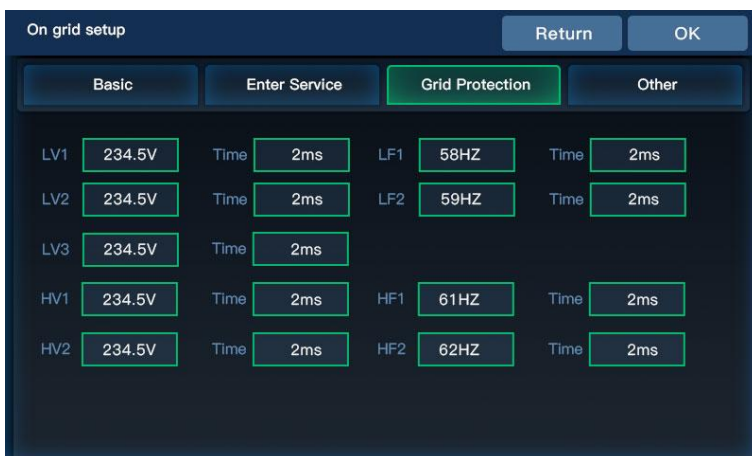 On grid setup Return OK
Basic Enter Service Grid Protection Other
LV1 234.5V Time 2ms LF1 58HZ Time 2ms
LV2 234.5V Time 2ms LF2 59HZ Time 2ms
LV3 234.5V Time 2ms
HV1 234.5V Time 2ms HF1 61HZ Time 2ms
HV2 234.5V Time 2ms HF2 62HZ Time 2ms